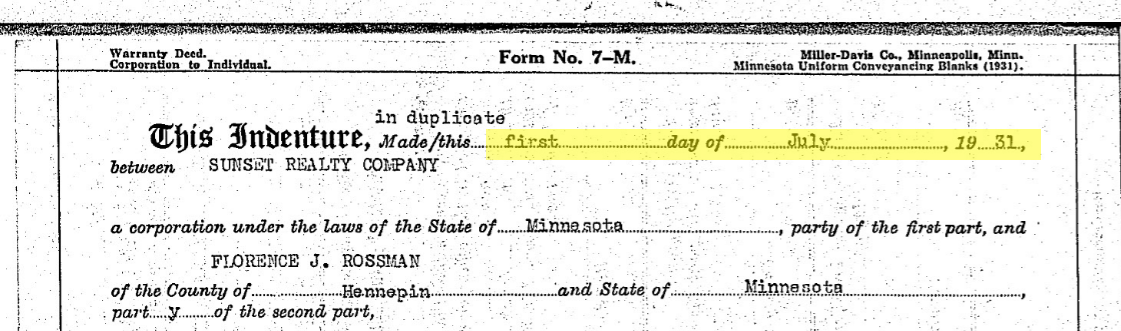 Warranty Deed.
Corporation to Individual.
Form No. 7–M.
Miller-Davis Co., Minneapolis, Minn.
Minnesota Uniform Conveyancing Blanks (1931).
in duplicate
This Indenture, Made/this.....first....................day of............July...................., 19...31.,
between SUNSET REALTY COMPANY
a corporation under the laws of the State of.....Minnesota..........................., party of the first part, and
FLORENCE J. ROSSMAN
of the County of................Hennepin......................and State of.............Minnesota...............................,
part....y.......of the second part,